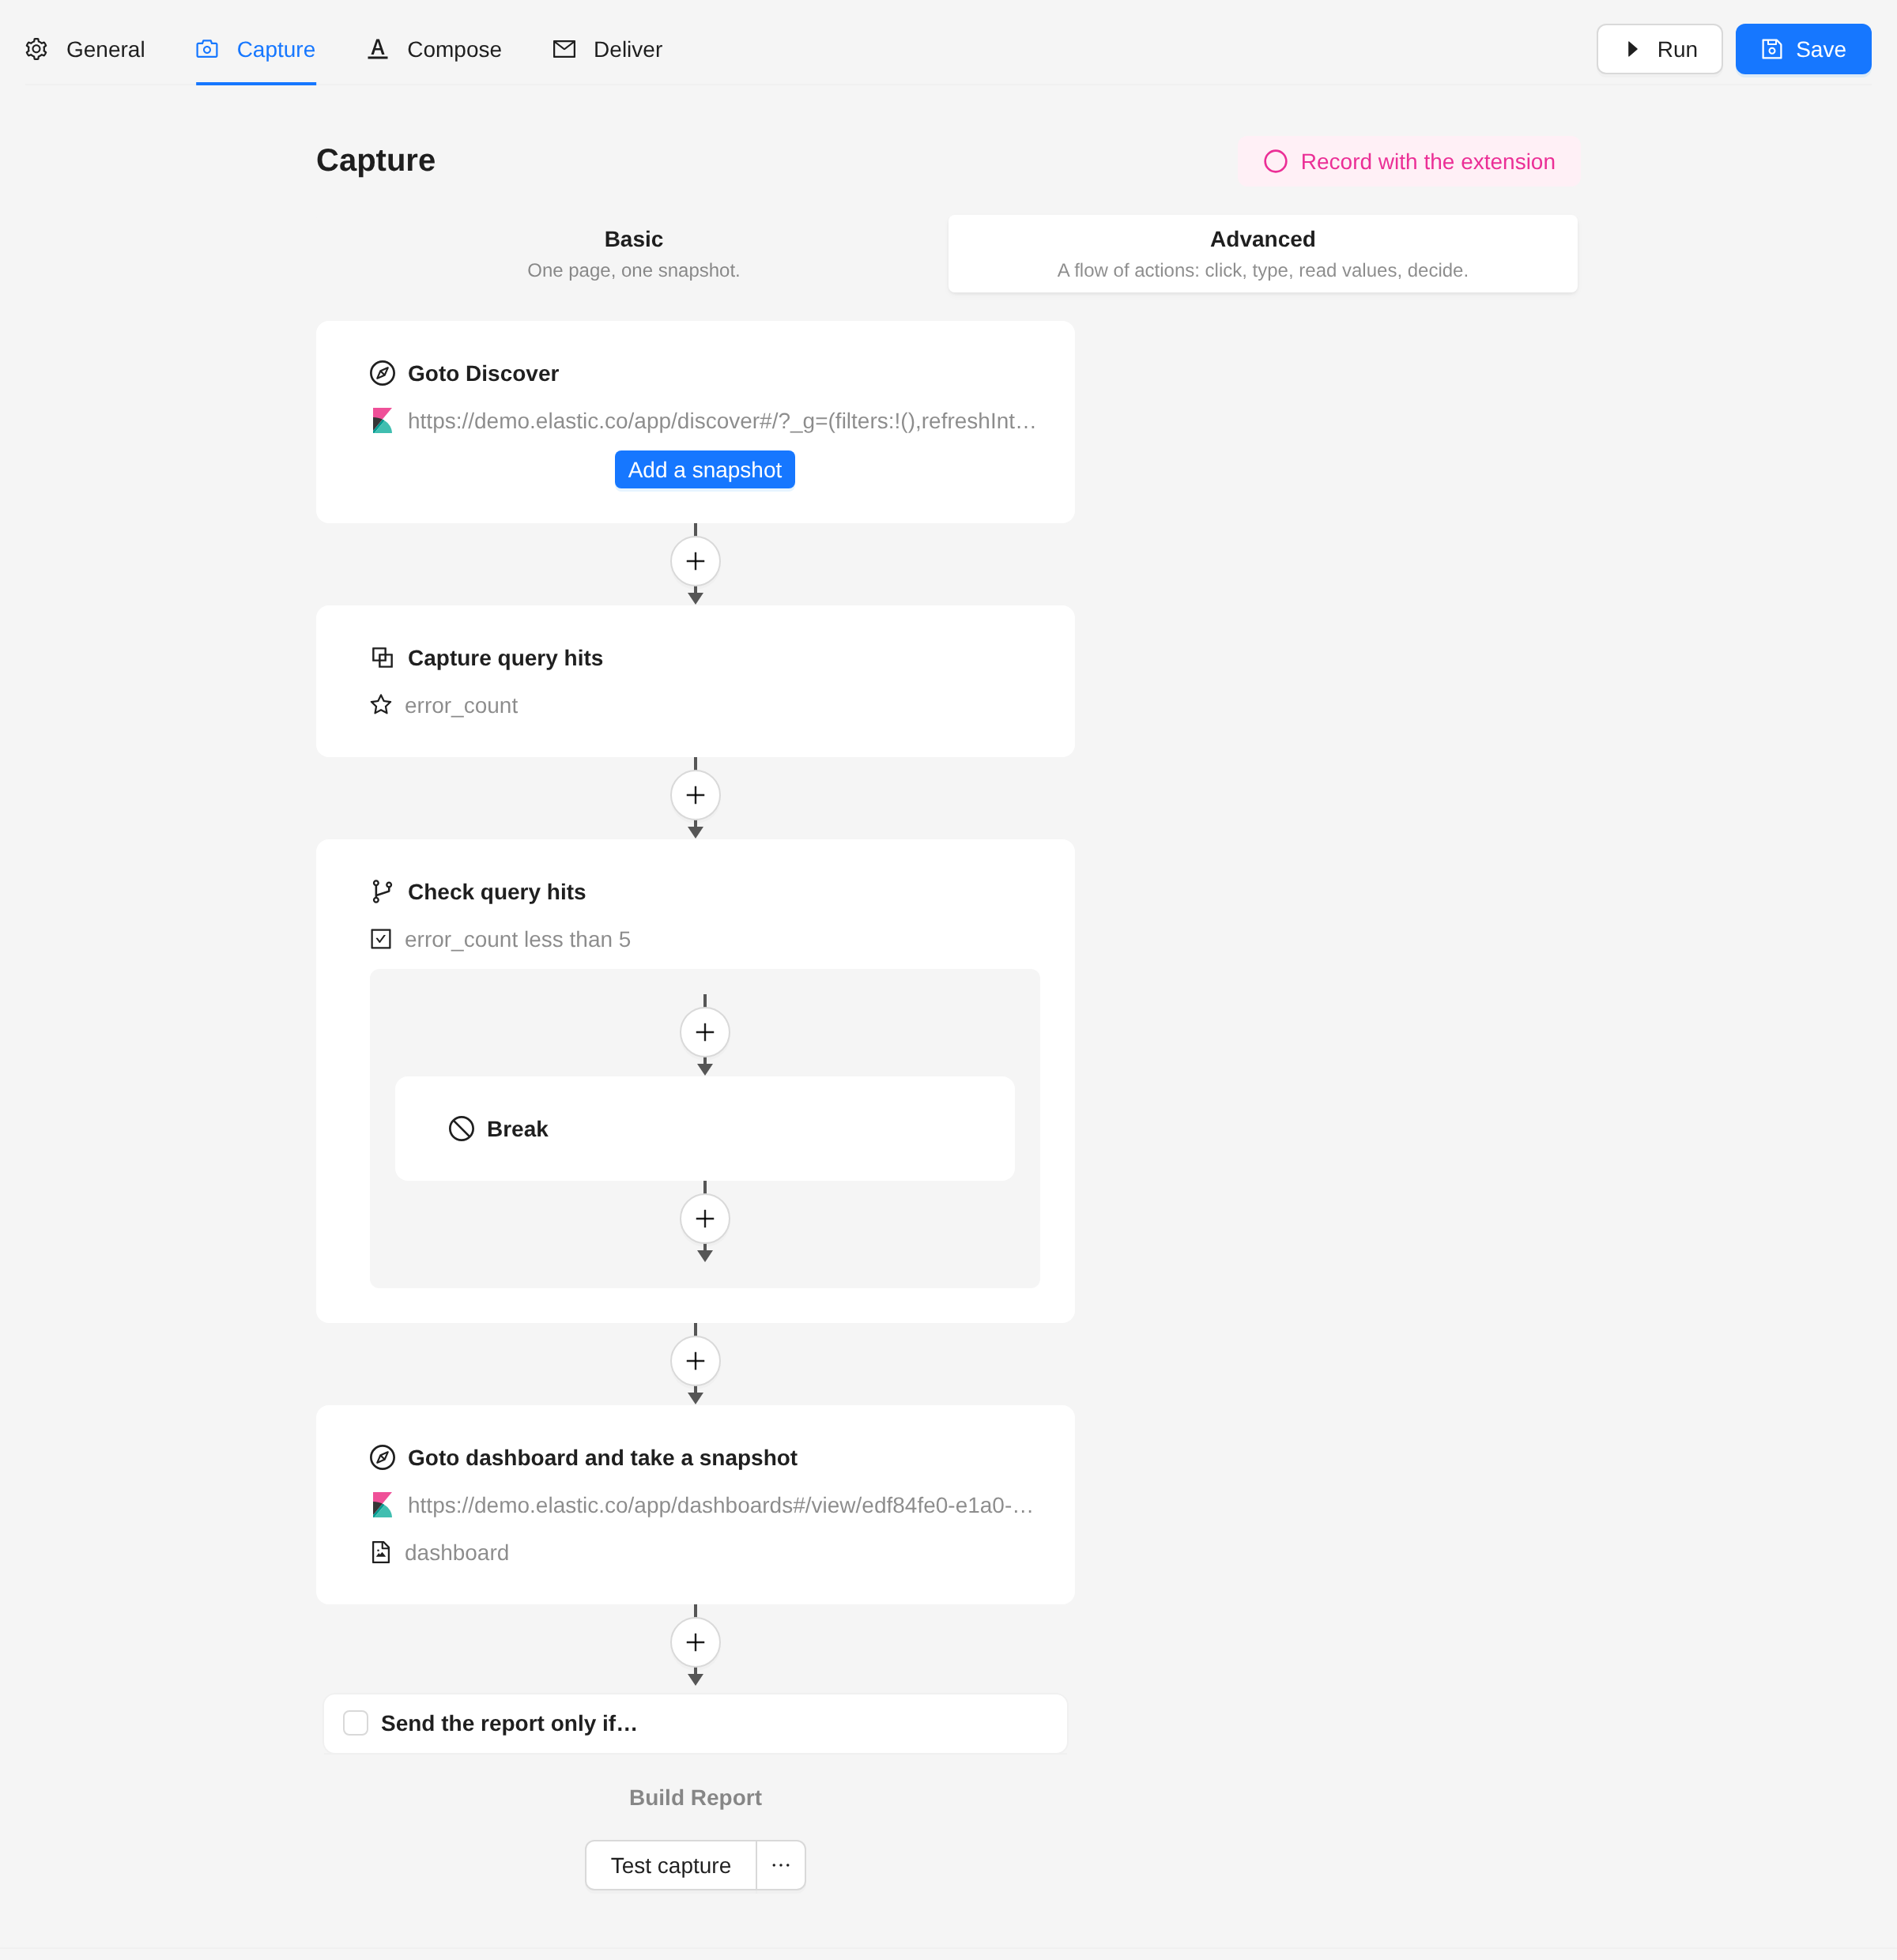 General
Capture
Compose
Deliver
Run
Save
Capture
Record with the extension
Basic
One page, one snapshot.
Advanced
A flow of actions: click, type, read values, decide.
Goto Discover
https://demo.elastic.co/app/discover#/?_g=(filters:!(),refreshInt…
Add a snapshot
Capture query hits
error_count
Check query hits
error_count less than 5
Break
Goto dashboard and take a snapshot
https://demo.elastic.co/app/dashboards#/view/edf84fe0-e1a0-…
dashboard
Send the report only if…
Build Report
Test capture